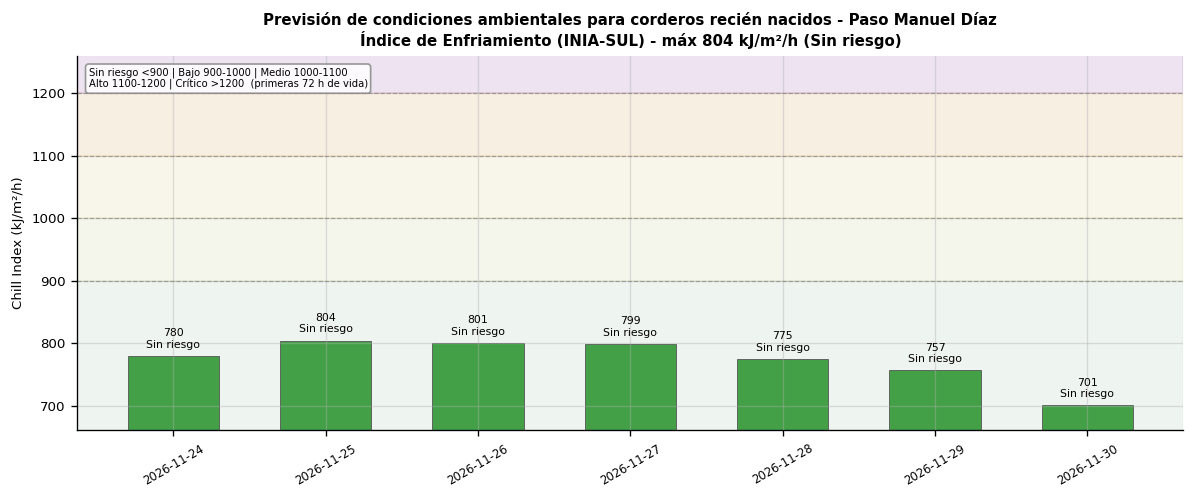 Previsión de condiciones ambientales para corderos recién nacidos - Paso Manuel Díaz
Índice de Enfriamiento (INIA-SUL) - máx 804 kJ/m²/h (Sin riesgo)
Sin riesgo <900 | Bajo 900-1000 | Medio 1000-1100
Alto 1100-1200 | Crítico >1200  (primeras 72 h de vida)
Chill Index (kJ/m²/h)
1200
1100
1000
900
800
700
780
Sin riesgo
804
Sin riesgo
801
Sin riesgo
799
Sin riesgo
775
Sin riesgo
757
Sin riesgo
701
Sin riesgo
2026-11-24
2026-11-25
2026-11-26
2026-11-27
2026-11-28
2026-11-29
2026-11-30